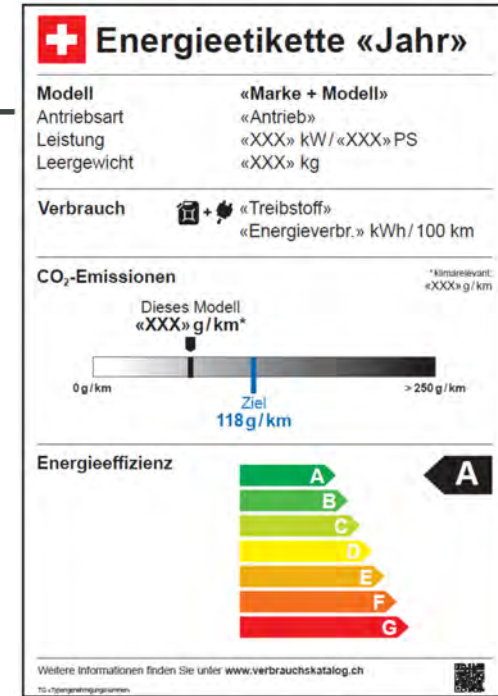 Energieetikette «Jahr»
Modell «Marke + Modell»
Antriebsart «Antrieb»
Leistung «XXX» kW/«XXX» PS
Leergewicht «XXX» kg
Verbrauch + «Treibstoff»
«Energieverbr.» kWh/100 km
CO₂-Emissionen
*klimarelevant:
«XXX» g/km
Dieses Modell
«XXX» g/km*
0 g/km
> 250 g/km
Ziel
118 g/km
Energieeffizienz
A
A
B
C
D
E
F
G
Weitere Informationen finden Sie unter www.verbrauchskatalog.ch